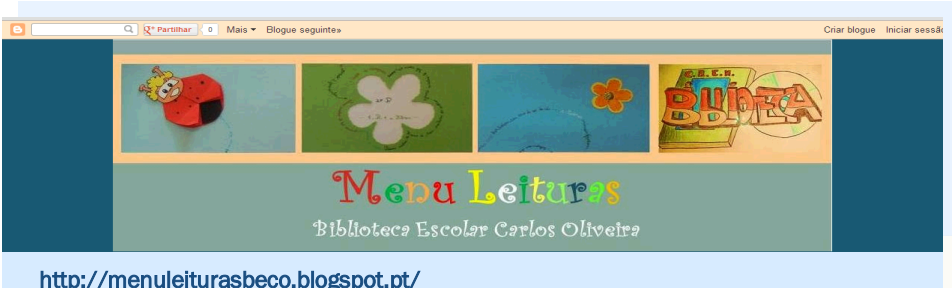 Partilhar 0 Mais Blogue seguinte» Criar blogue Iniciar sessão
Menu Leituras
Biblioteca Escolar Carlos Oliveira
http://menuleiturasbeco.blogspot.pt/